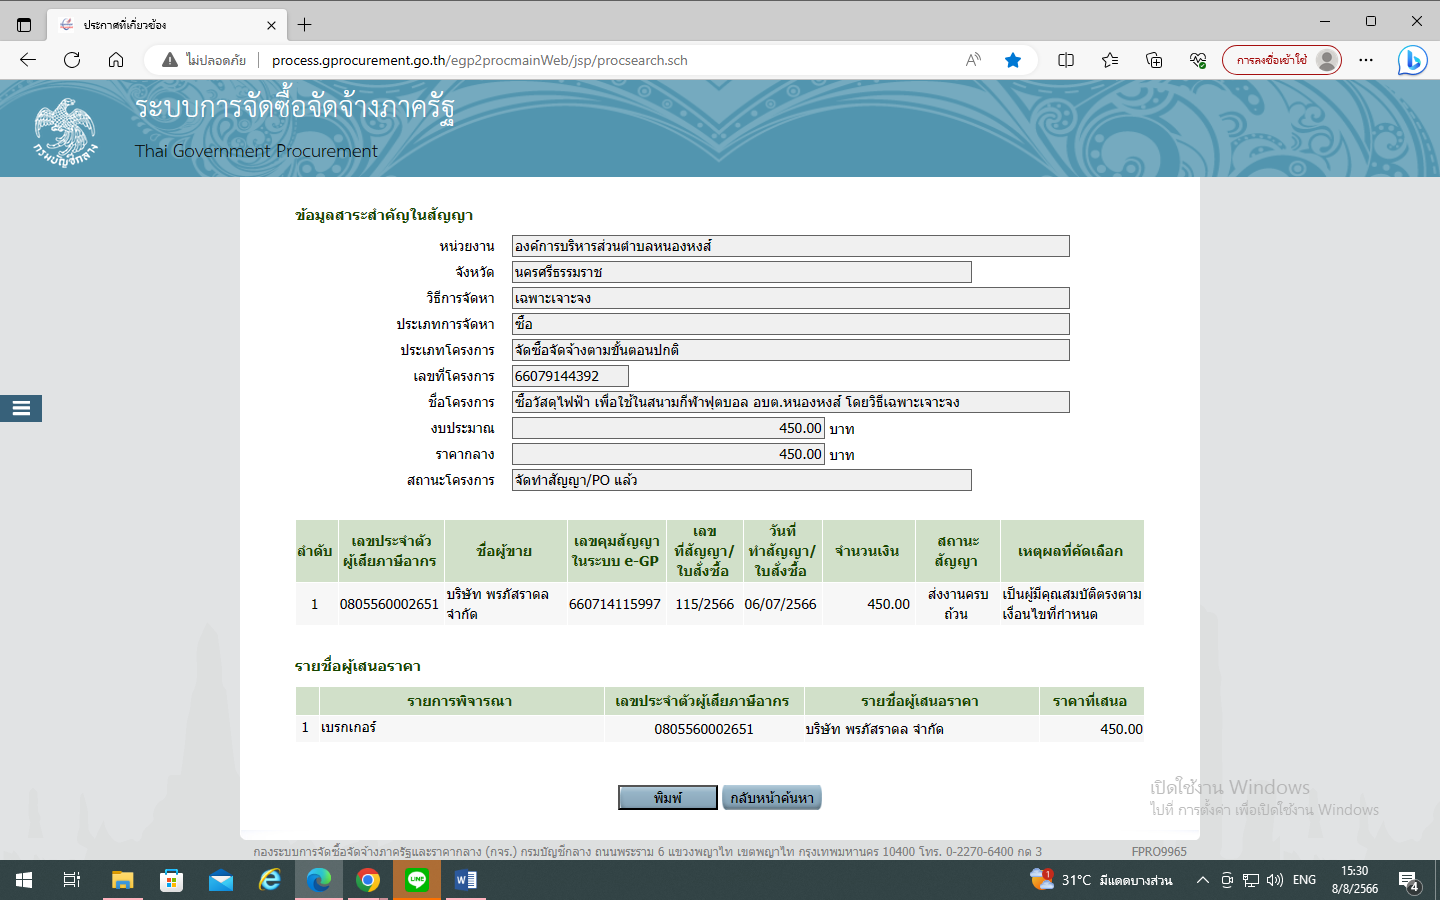 ประกาศที่เกี่ยวข้อง
ไม่ปลอดภัย
process.gprocurement.go.th/egp2procmainWeb/jsp/procsearch.sch
การลงชื่อเข้าใช้
ระบบการจัดซื้อจัดจ้างภาครัฐ
Thai Government Procurement
กรมบัญชีกลาง
ข้อมูลสาระสำคัญในสัญญา
หน่วยงาน องค์การบริหารส่วนตำบลหนองหงส์
จังหวัด นครศรีธรรมราช
วิธีการจัดหา เฉพาะเจาะจง
ประเภทการจัดหา ซื้อ
ประเภทโครงการ จัดซื้อจัดจ้างตามขั้นตอนปกติ
เลขที่โครงการ 66079144392
ชื่อโครงการ ซื้อวัสดุไฟฟ้า เพื่อใช้ในสนามกีฬาฟุตบอล อบต.หนองหงส์ โดยวิธีเฉพาะเจาะจง
งบประมาณ 450.00 บาท
ราคากลาง 450.00 บาท
สถานะโครงการ จัดทำสัญญา/PO แล้ว
ลำดับ เลขประจำตัวผู้เสียภาษีอากร ชื่อผู้ขาย เลขคุมสัญญาในระบบ e-GP เลขที่สัญญา/ใบสั่งซื้อ วันที่ทำสัญญา/ใบสั่งซื้อ จำนวนเงิน สถานะสัญญา เหตุผลที่คัดเลือก
1 0805560002651 บริษัท พรภัสราดล จำกัด 660714115997 115/2566 06/07/2566 450.00 ส่งงานครบถ้วน เป็นผู้มีคุณสมบัติตรงตามเงื่อนไขที่กำหนด
รายชื่อผู้เสนอราคา
รายการพิจารณา เลขประจำตัวผู้เสียภาษีอากร รายชื่อผู้เสนอราคา ราคาที่เสนอ
1 เบรกเกอร์ 0805560002651 บริษัท พรภัสราดล จำกัด 450.00
พิมพ์ กลับหน้าค้นหา
เปิดใช้งาน Windows
ไปที่ การตั้งค่า เพื่อเปิดใช้งาน Windows
กองระบบการจัดซื้อจัดจ้างภาครัฐและราคากลาง (กจร.) กรมบัญชีกลาง ถนนพระราม 6 แขวงพญาไท เขตพญาไท กรุงเทพมหานคร 10400 โทร. 0-2270-6400 กด 3 FPRO9965
LINE
1 31°C มีแดดบางส่วน ENG 15:30
8/8/2566 4